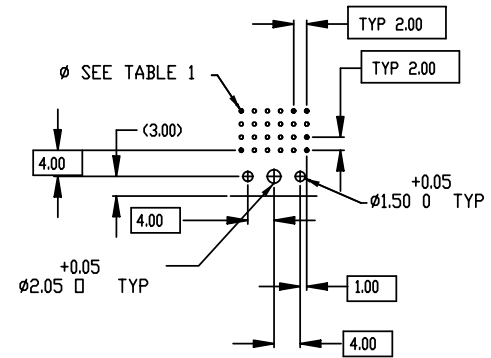 TYP 2.00
TYP 2.00
Ø SEE TABLE 1
(3.00)
4.00
+0.05
Ø1.50 0 TYP
4.00
+0.05
Ø2.05 0 TYP
1.00
4.00